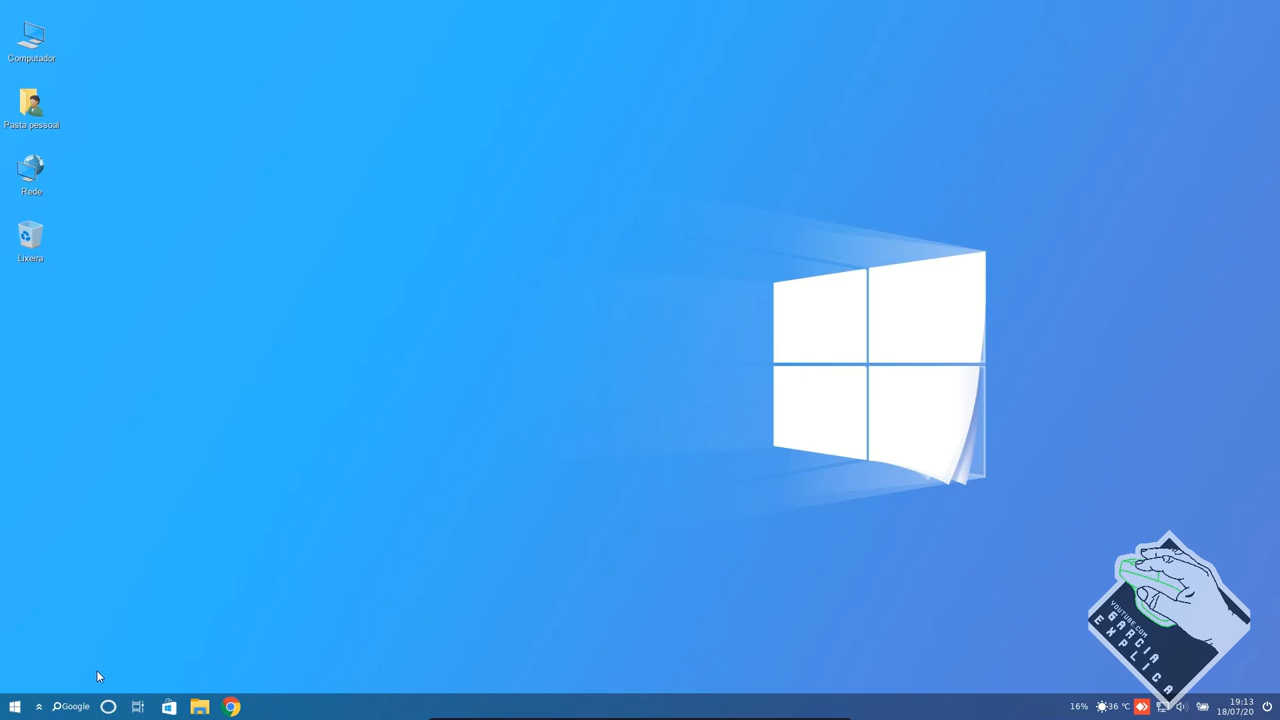 Computador
Pasta pessoal
Rede
Lixeira
YOUTUBE.COM
GARCIA
EXPLICA
Google
16%
36 °C
19:13
18/07/20